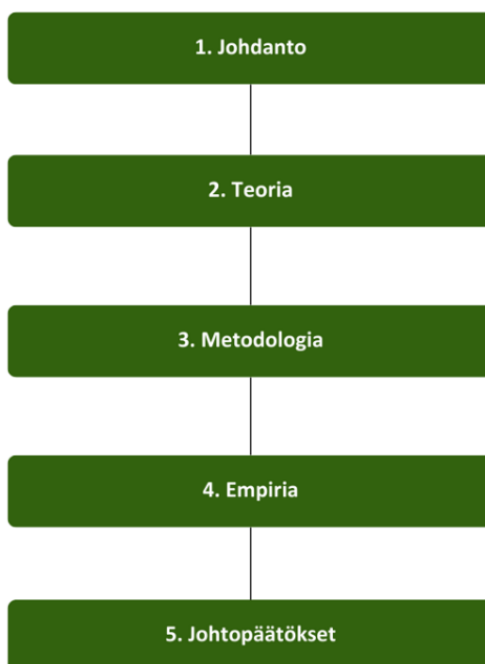 1. Johdanto
2. Teoria
3. Metodologia
4. Empiria
5. Johtopäätökset